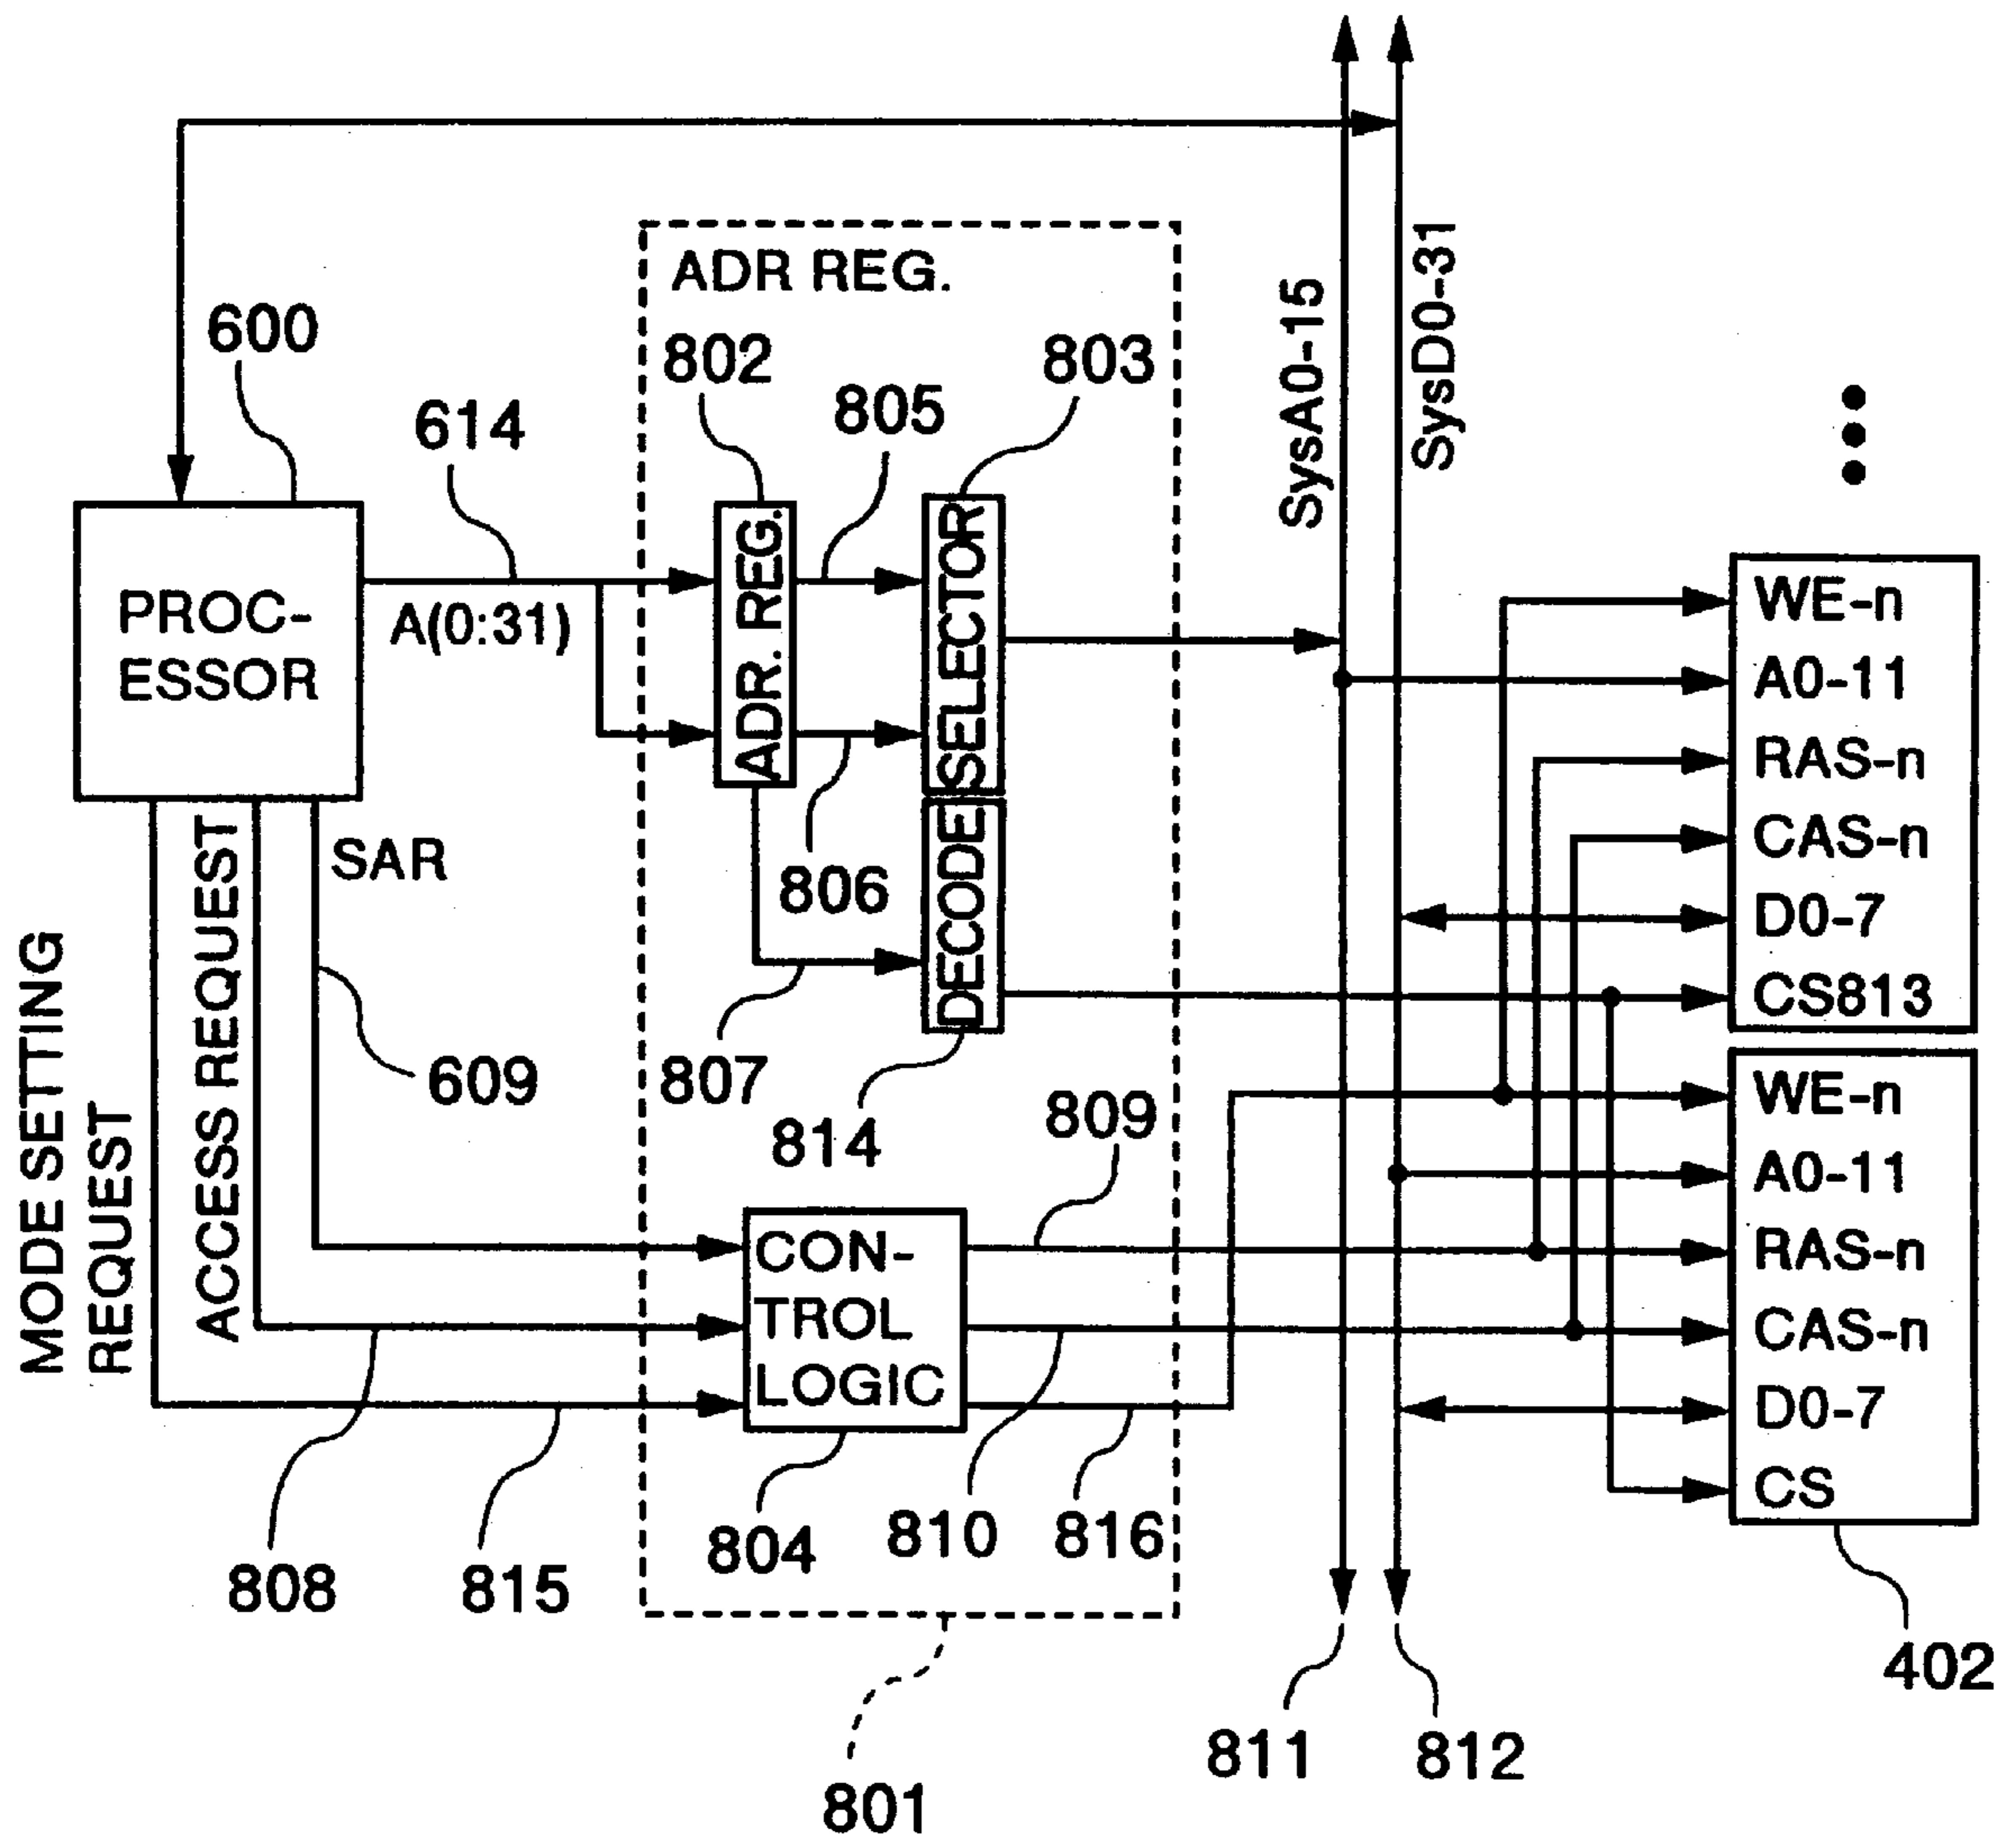 ADR REG.
600
802
803
805
614
SysA0-15
SysD0-31
PROC-
ESSOR
A(0:31)
ADR. REG.
SELECTOR
DECODE
SAR
806
MODE SETTING
REQUEST
ACCESS REQUEST
609
807
814
809
WE-n
A0-11
RAS-n
CAS-n
D0-7
CS813
WE-n
A0-11
RAS-n
CAS-n
D0-7
CS
CON-
TROL
LOGIC
808
815
804
810
816
402
811
812
801